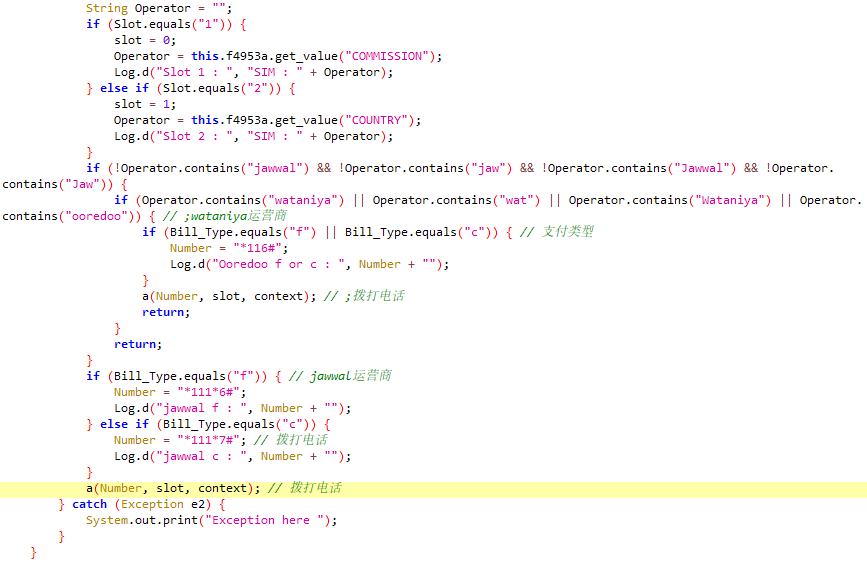 String Operator = "";
if (Slot.equals("1")) {
slot = 0;
Operator = this.f4953a.get_value("COMMISSION");
Log.d("Slot 1 : ", "SIM : " + Operator);
} else if (Slot.equals("2")) {
slot = 1;
Operator = this.f4953a.get_value("COUNTRY");
Log.d("Slot 2 : ", "SIM : " + Operator);
}
if (!Operator.contains("jawwal") && !Operator.contains("jaw") && !Operator.contains("Jawwal") && !Operator.
contains("Jaw")) {
if (Operator.contains("wataniya") || Operator.contains("wat") || Operator.contains("Wataniya") || Operator.
contains("ooredoo")) { // ;wataniya运营商
if (Bill_Type.equals("f") || Bill_Type.equals("c")) { // 支付类型
Number = "*116#";
Log.d("Ooredoo f or c : ", Number + "");
}
a(Number, slot, context); // ;拨打电话
return;
}
return;
}
if (Bill_Type.equals("f")) { // jawwal运营商
Number = "*111*6#";
Log.d("jawwal f : ", Number + "");
} else if (Bill_Type.equals("c")) {
Number = "*111*7#"; // 拨打电话
Log.d("jawwal c : ", Number + "");
}
a(Number, slot, context); // 拨打电话
} catch (Exception e2) {
System.out.print("Exception here ");
}
}